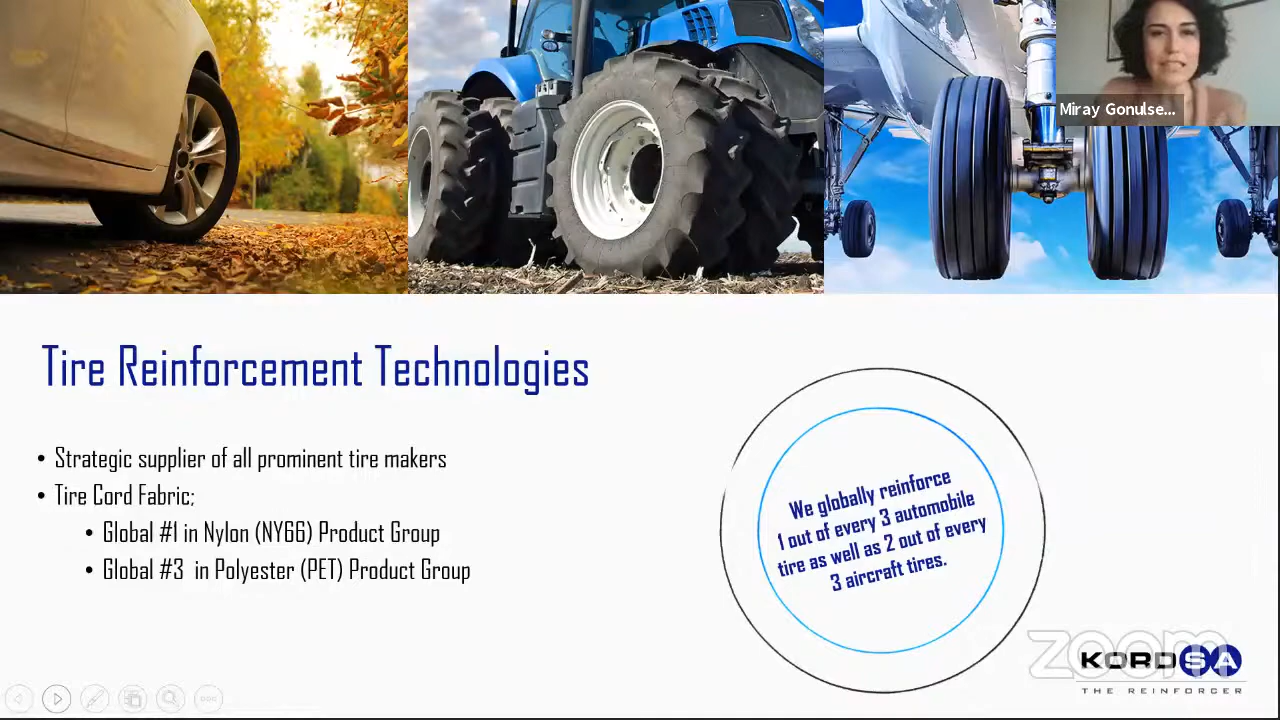 Miray Gonulse...
Tire Reinforcement Technologies
• Strategic supplier of all prominent tire makers
• Tire Cord Fabric;
• Global #1 in Nylon (NY66) Product Group
• Global #3 in Polyester (PET) Product Group
We globally reinforce
1 out of every 3 automobile
tire as well as 2 out of every
3 aircraft tires.
zoom
KORDSA
THE REINFORCER